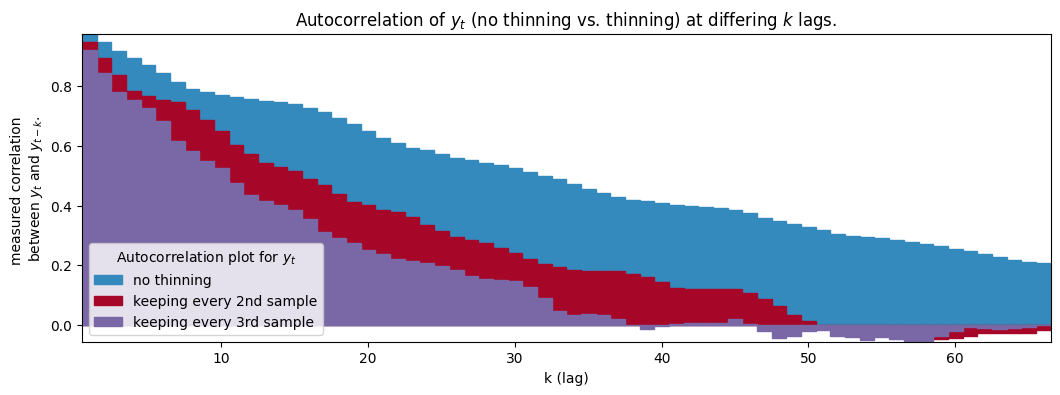 Autocorrelation of y_t (no thinning vs. thinning) at differing k lags.
measured correlation
between y_t and y_{t-k}.
0.8
0.6
0.4
0.2
0.0
Autocorrelation plot for y_t
no thinning
keeping every 2nd sample
keeping every 3rd sample
10 20 30 40 50 60
k (lag)